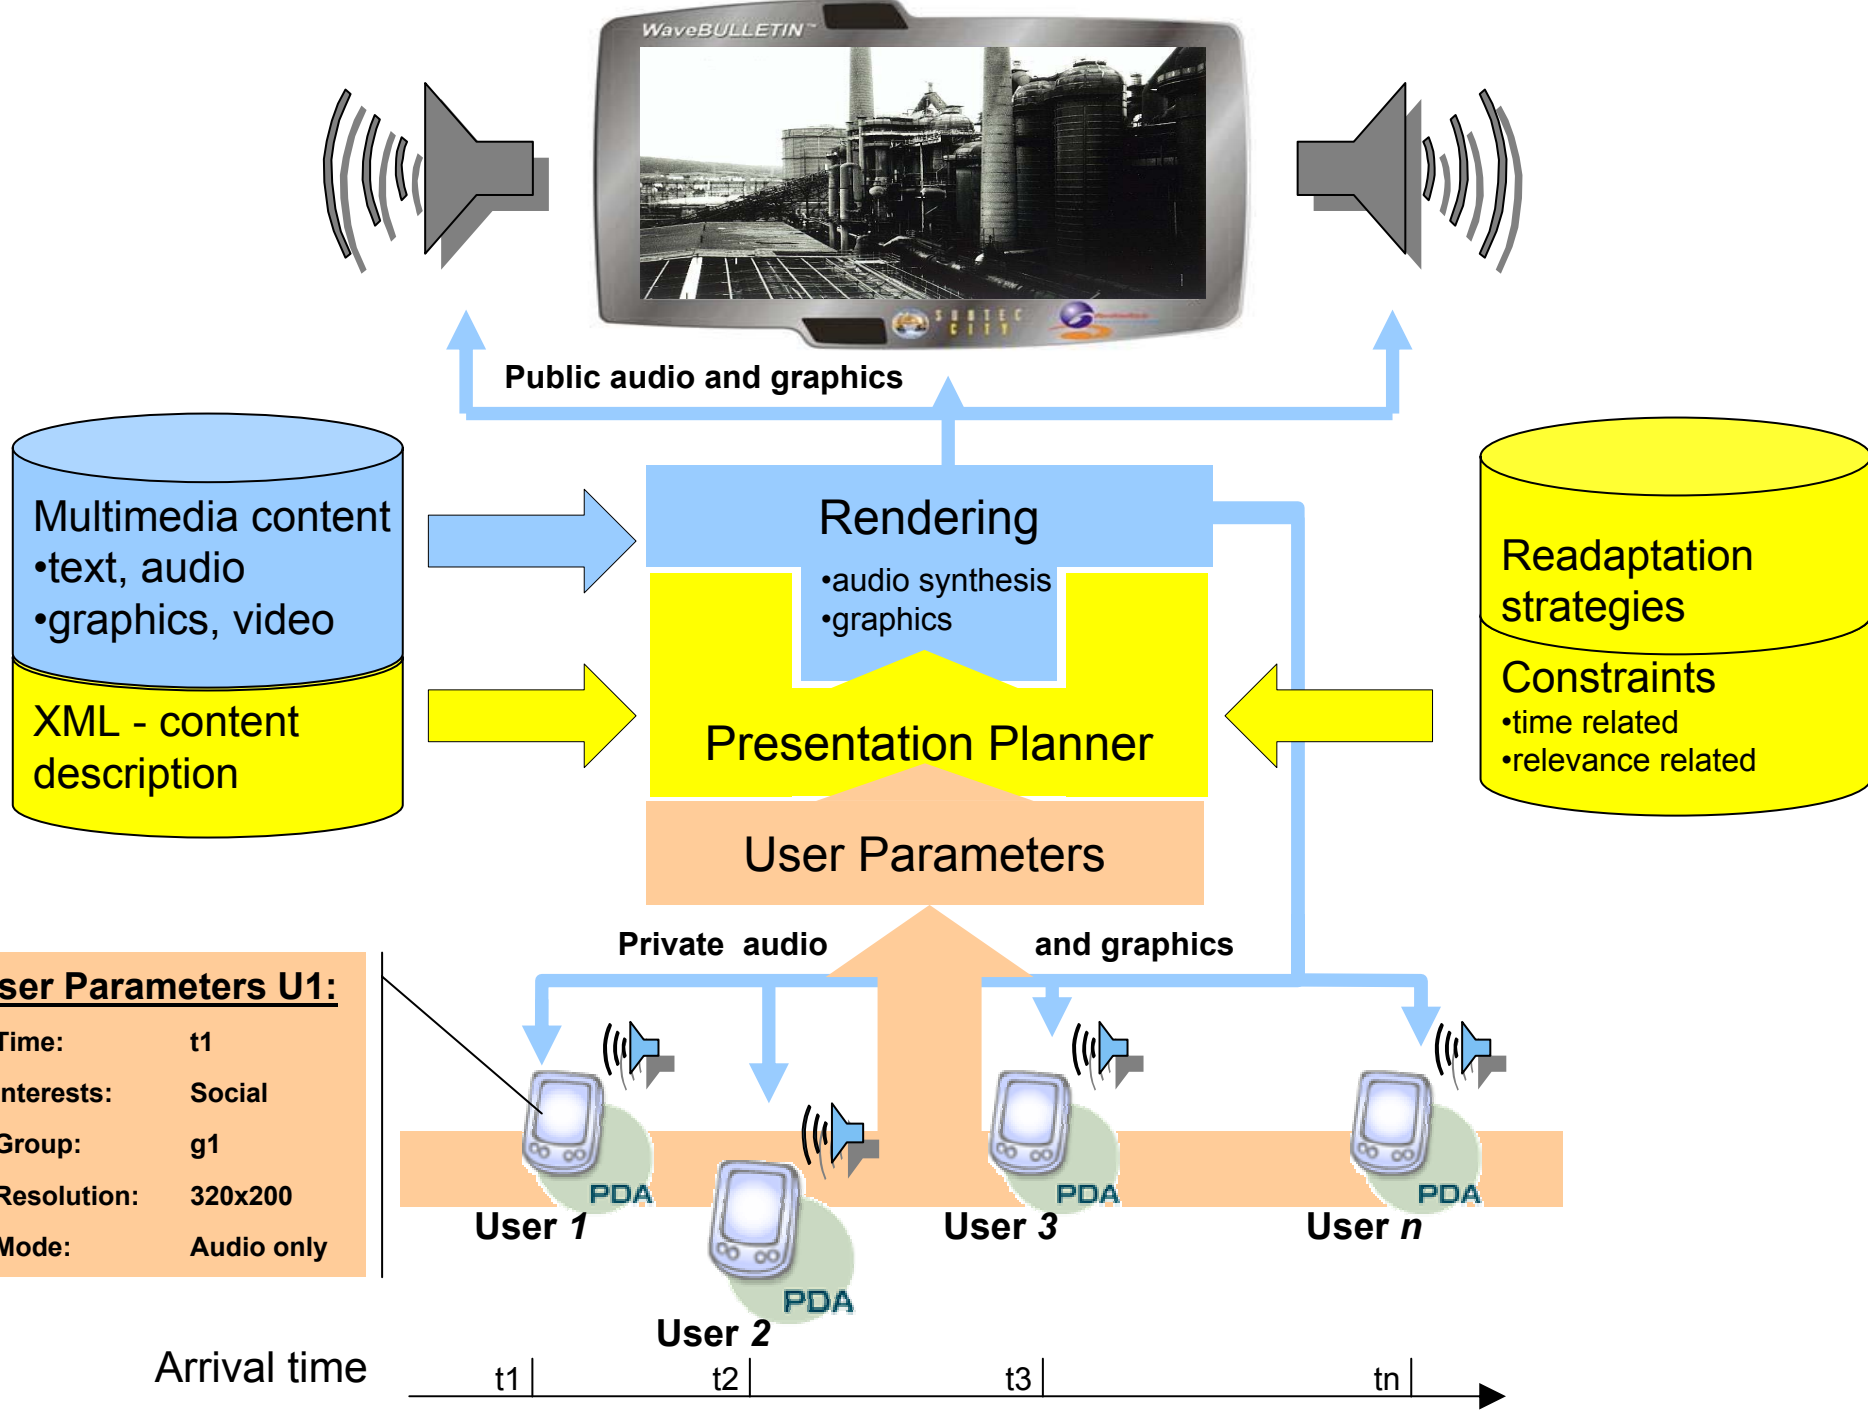 WaveBULLETIN™
SUNTEC
CITY
Public audio and graphics
Multimedia content
•text, audio
•graphics, video
XML - content
description
Rendering
•audio synthesis
•graphics
Presentation Planner
User Parameters
Readaptation
strategies
Constraints
•time related
•relevance related
Private audio and graphics
ser Parameters U1:
Time: t1
nterests: Social
Group: g1
Resolution: 320x200
Mode: Audio only
PDA
User 1
PDA
User 2
PDA
User 3
PDA
User n
Arrival time
t1 t2 t3 tn